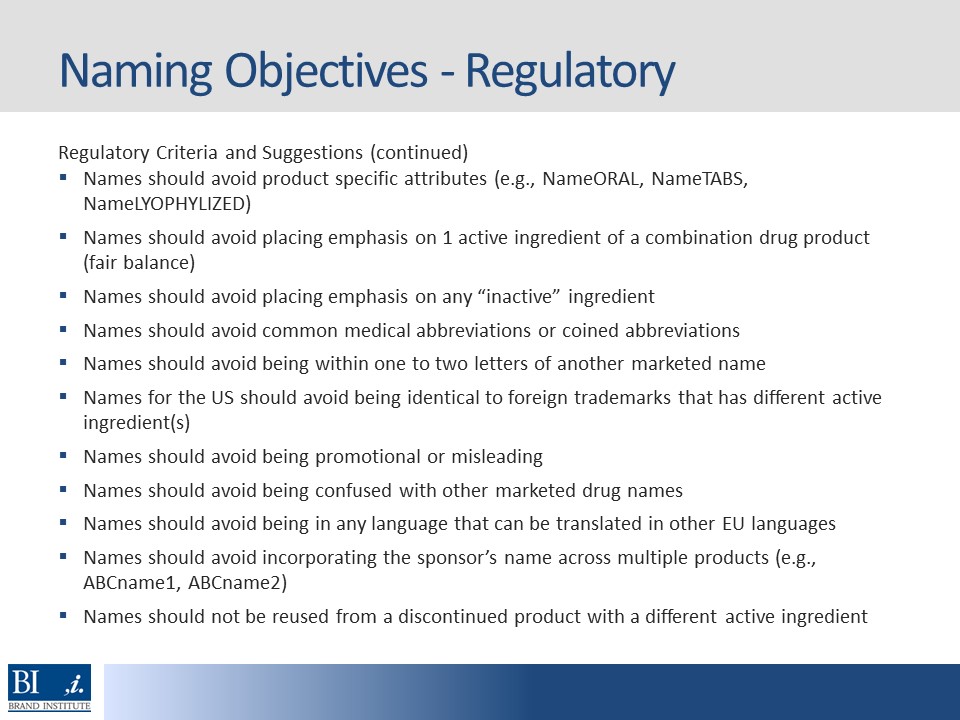 Naming Objectives - Regulatory
Regulatory Criteria and Suggestions (continued)
▪ Names should avoid product specific attributes (e.g., NameORAL, NameTABS,
NameLYOPHYLIZED)
▪ Names should avoid placing emphasis on 1 active ingredient of a combination drug product
(fair balance)
▪ Names should avoid placing emphasis on any “inactive” ingredient
▪ Names should avoid common medical abbreviations or coined abbreviations
▪ Names should avoid being within one to two letters of another marketed name
▪ Names for the US should avoid being identical to foreign trademarks that has different active
ingredient(s)
▪ Names should avoid being promotional or misleading
▪ Names should avoid being confused with other marketed drug names
▪ Names should avoid being in any language that can be translated in other EU languages
▪ Names should avoid incorporating the sponsor’s name across multiple products (e.g.,
ABCname1, ABCname2)
▪ Names should not be reused from a discontinued product with a different active ingredient
BI ,i.
BRAND INSTITUTE